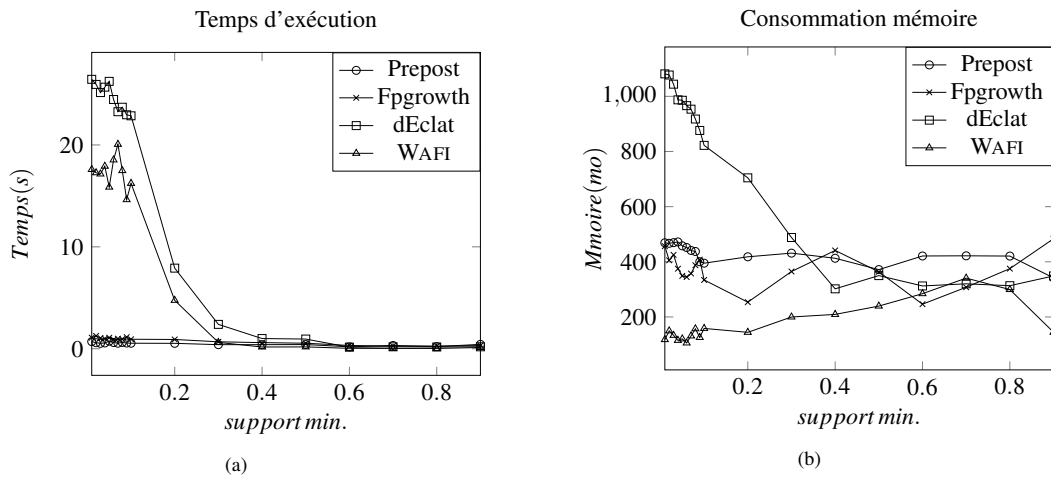 Temps d'exécution
Prepost
Fpgrowth
dEclat
WAFI
20
10
0
Temps(s)
0.2 0.4 0.6 0.8
support min.
(a)
Consommation mémoire
Prepost
Fpgrowth
dEclat
WAFI
1,000
800
600
400
200
Mmoire(mo)
0.2 0.4 0.6 0.8
support min.
(b)